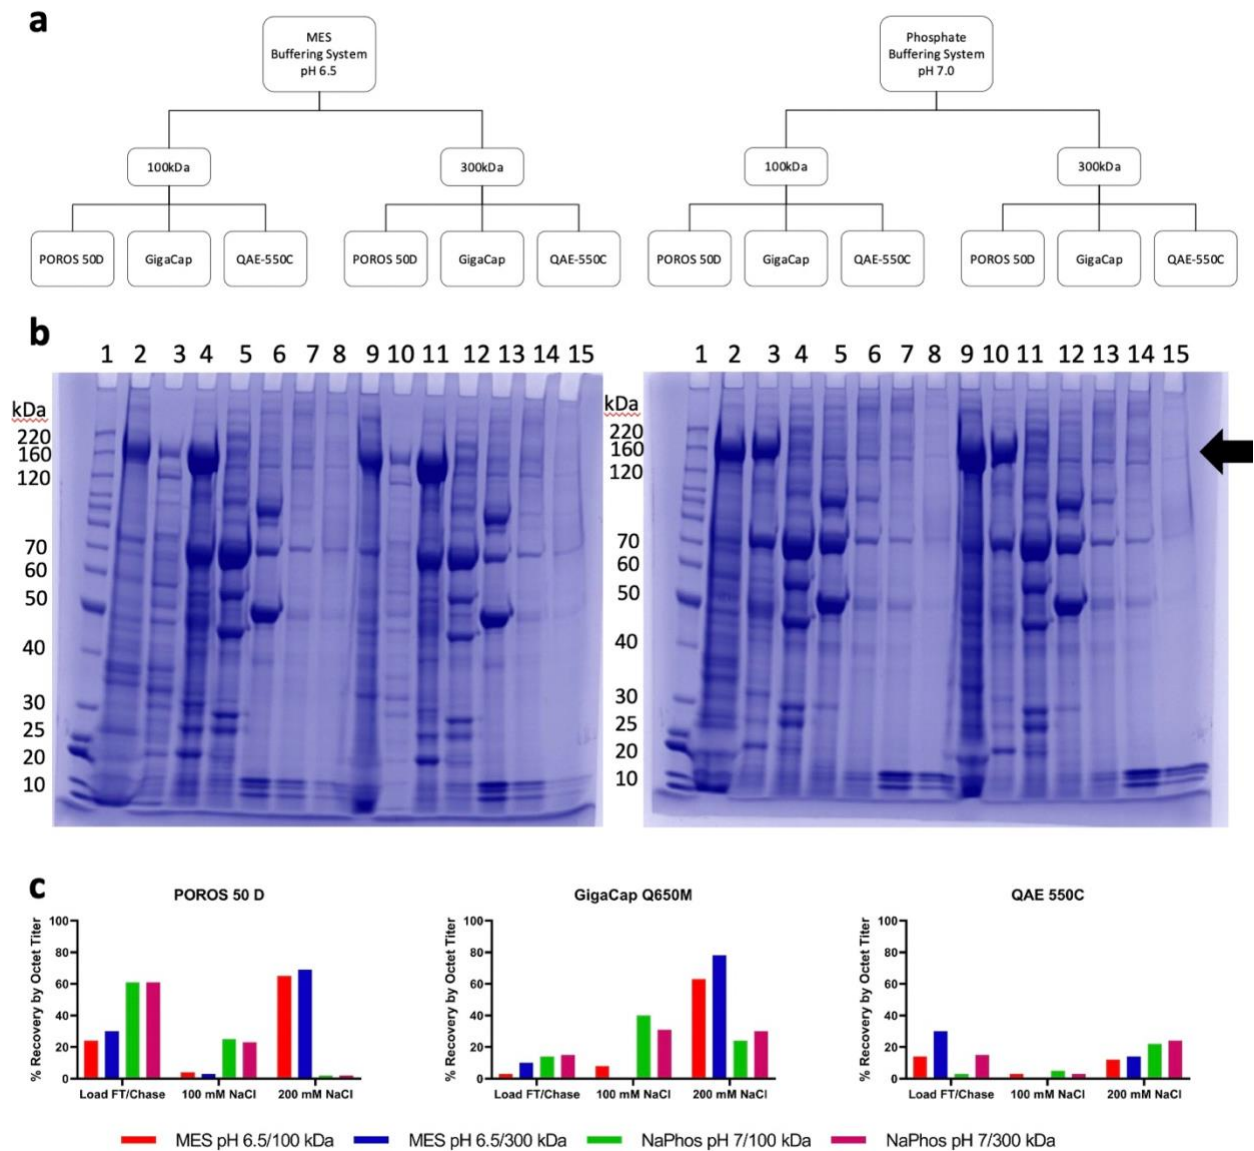 a
MES
Buffering System
pH 6.5
Phosphate
Buffering System
pH 7.0
100kDa
300kDa
100kDa
300kDa
POROS 50D
GigaCap
QAE-550C
POROS 50D
GigaCap
QAE-550C
POROS 50D
GigaCap
QAE-550C
POROS 50D
GigaCap
QAE-550C
b
1 2 3 4 5 6 7 8 9 10 11 12 13 14 15
kDa
220
160
120
70
60
50
40
30
25
20
10
1 2 3 4 5 6 7 8 9 10 11 12 13 14 15
kDa
220
160
120
70
60
50
40
30
25
20
10
c
POROS 50 D
% Recovery by Octet Titer
100
80
60
40
20
0
Load FT/Chase 100 mM NaCl 200 mM NaCl
GigaCap Q650M
% Recovery by Octet Titer
100
80
60
40
20
0
Load FT/Chase 100 mM NaCl 200 mM NaCl
QAE 550C
% Recovery by Octet Titer
100
80
60
40
20
0
Load FT/Chase 100 mM NaCl 200 mM NaCl
MES pH 6.5/100 kDa MES pH 6.5/300 kDa NaPhos pH 7/100 kDa NaPhos pH 7/300 kDa